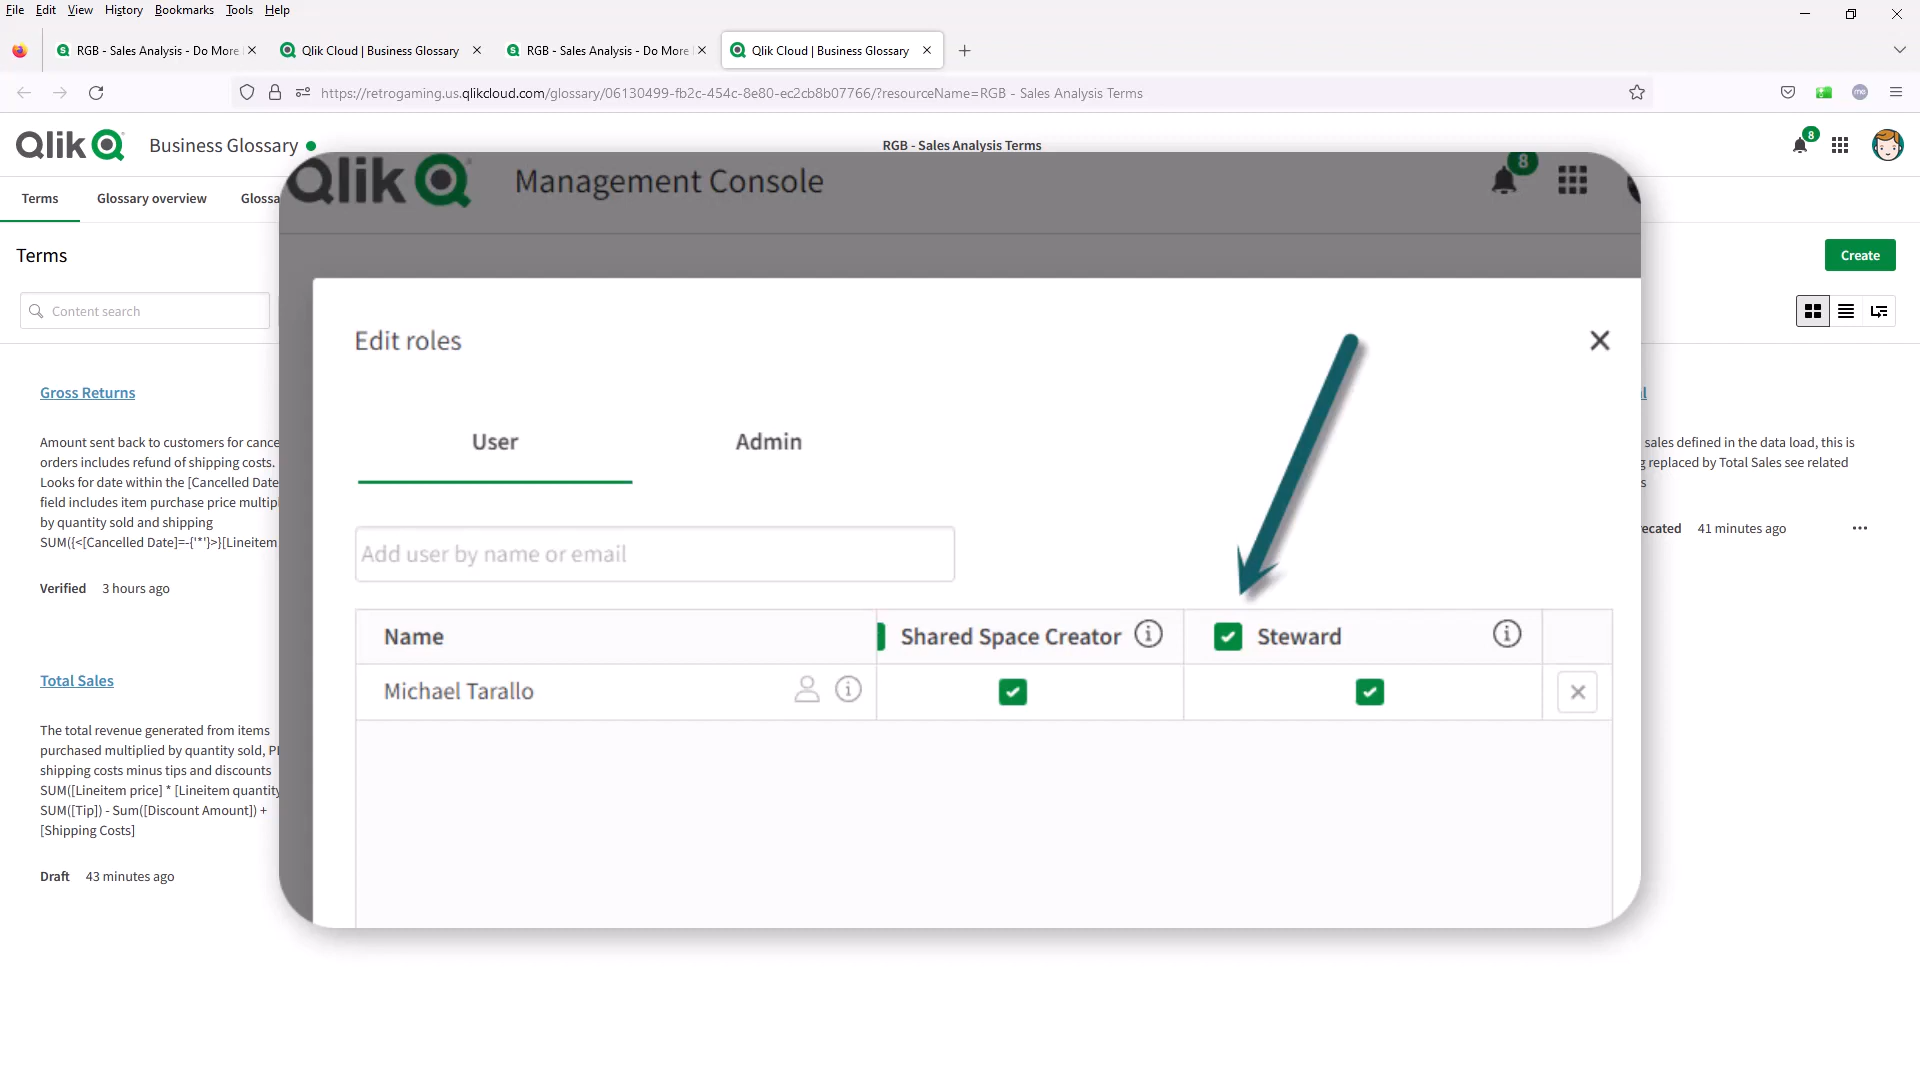 File Edit View History Bookmarks Tools Help
RGB - Sales Analysis - Do More
Qlik Cloud | Business Glossary
RGB - Sales Analysis - Do More
Qlik Cloud | Business Glossary
https://retrogaming.us.qlikcloud.com/glossary/06130499-fb2c-454c-8e80-ec2cb8b07766/?resourceName=RGB - Sales Analysis Terms
Qlik Business Glossary
RGB - Sales Analysis Terms
8
Terms Glossary overview Glossa
Terms
Create
Content search
Gross Returns
Amount sent back to customers for cance
orders includes refund of shipping costs.
Looks for date within the [Cancelled Date
field includes item purchase price multipl
by quantity sold and shipping
SUM({<[Cancelled Date]=-{'*'}>}[Lineitem
Verified 3 hours ago
Total Sales
The total revenue generated from items
purchased multiplied by quantity sold, Pl
shipping costs minus tips and discounts
SUM([Lineitem price] * [Lineitem quantity
SUM([Tip]) - Sum([Discount Amount]) +
[Shipping Costs]
Draft 43 minutes ago
Qlik Management Console
8
Edit roles
User Admin
Add user by name or email
Name Shared Space Creator Steward
Michael Tarallo
l
sales defined in the data load, this is
g replaced by Total Sales see related
s
ecated 41 minutes ago